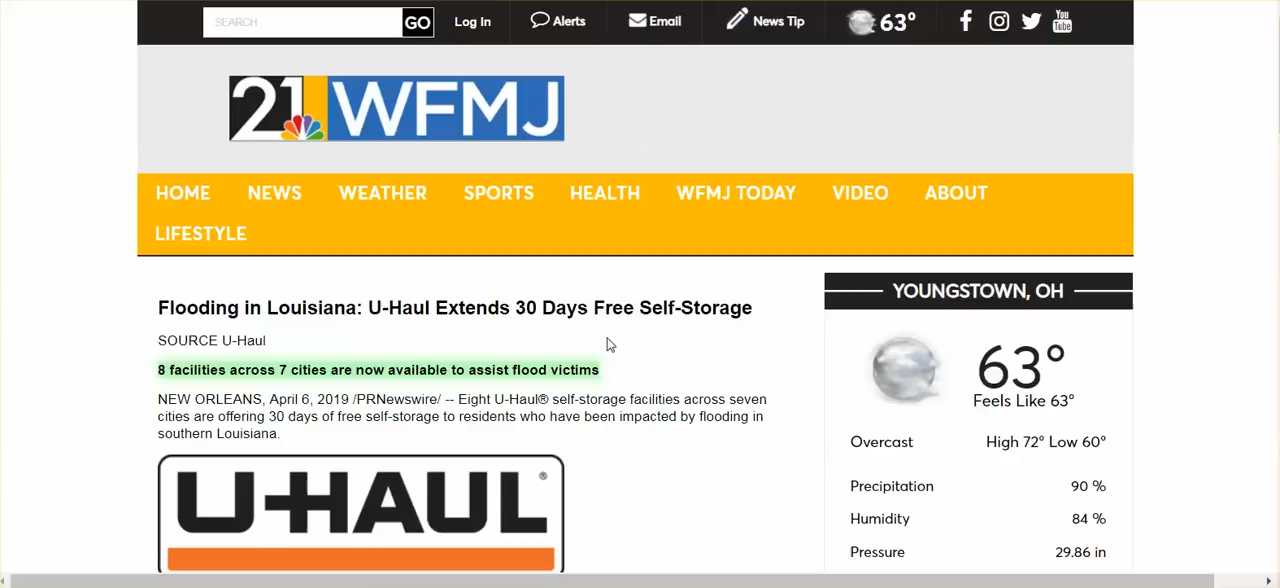 SEARCH GO Log In Alerts Email News Tip 63° You Tube
21 WFMJ
HOME NEWS WEATHER SPORTS HEALTH WFMJ TODAY VIDEO ABOUT
LIFESTYLE
Flooding in Louisiana: U-Haul Extends 30 Days Free Self-Storage
SOURCE U-Haul
8 facilities across 7 cities are now available to assist flood victims
NEW ORLEANS, April 6, 2019 /PRNewswire/ -- Eight U-Haul® self-storage facilities across seven
cities are offering 30 days of free self-storage to residents who have been impacted by flooding in
southern Louisiana.
U-HAUL®
YOUNGSTOWN, OH
63°
Feels Like 63°
Overcast High 72° Low 60°
Precipitation 90 %
Humidity 84 %
Pressure 29.86 in